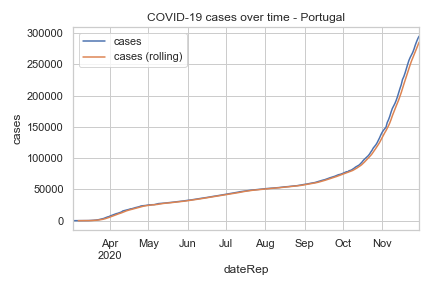 COVID-19 cases over time - Portugal
cases
cases (rolling)
300000
250000
200000
150000
100000
50000
0
cases
Apr May Jun Jul Aug Sep Oct Nov
2020
dateRep